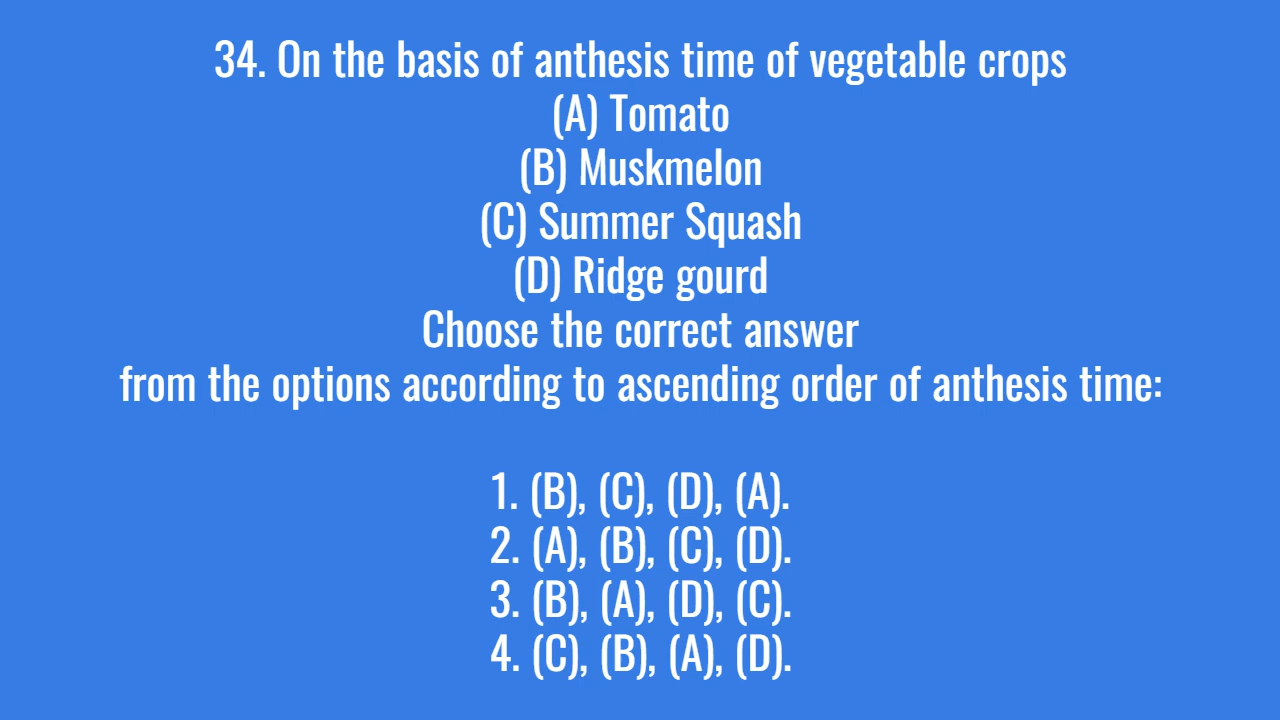 34. On the basis of anthesis time of vegetable crops
(A) Tomato
(B) Muskmelon
(C) Summer Squash
(D) Ridge gourd
Choose the correct answer
from the options according to ascending order of anthesis time:
1. (B), (C), (D), (A).
2. (A), (B), (C), (D).
3. (B), (A), (D), (C).
4. (C), (B), (A), (D).